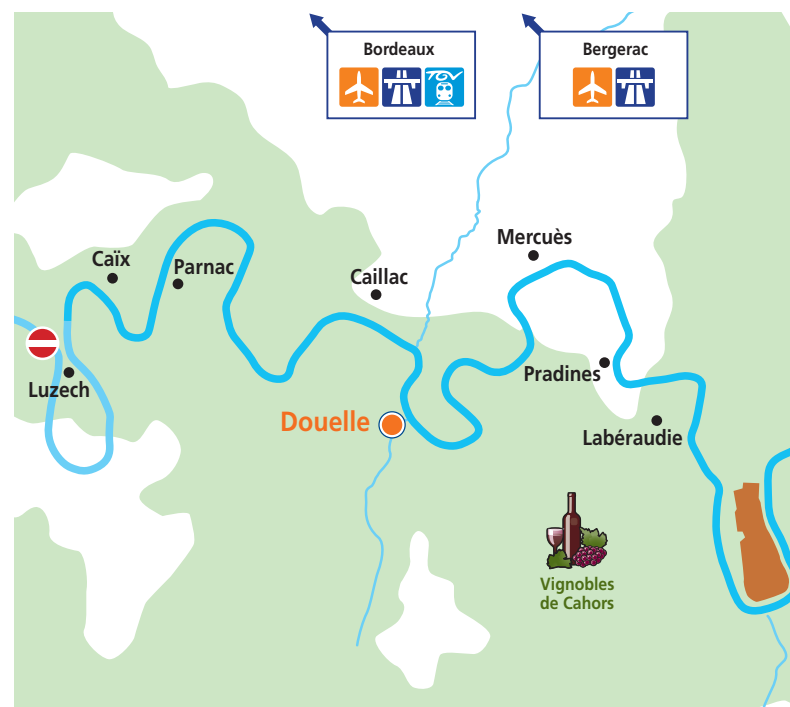 Bordeaux
TGV
Bergerac
Mercuès
Caïx
Parnac
Caillac
Pradines
Luzech
Douelle
Labéraudie
Vignobles
de Cahors